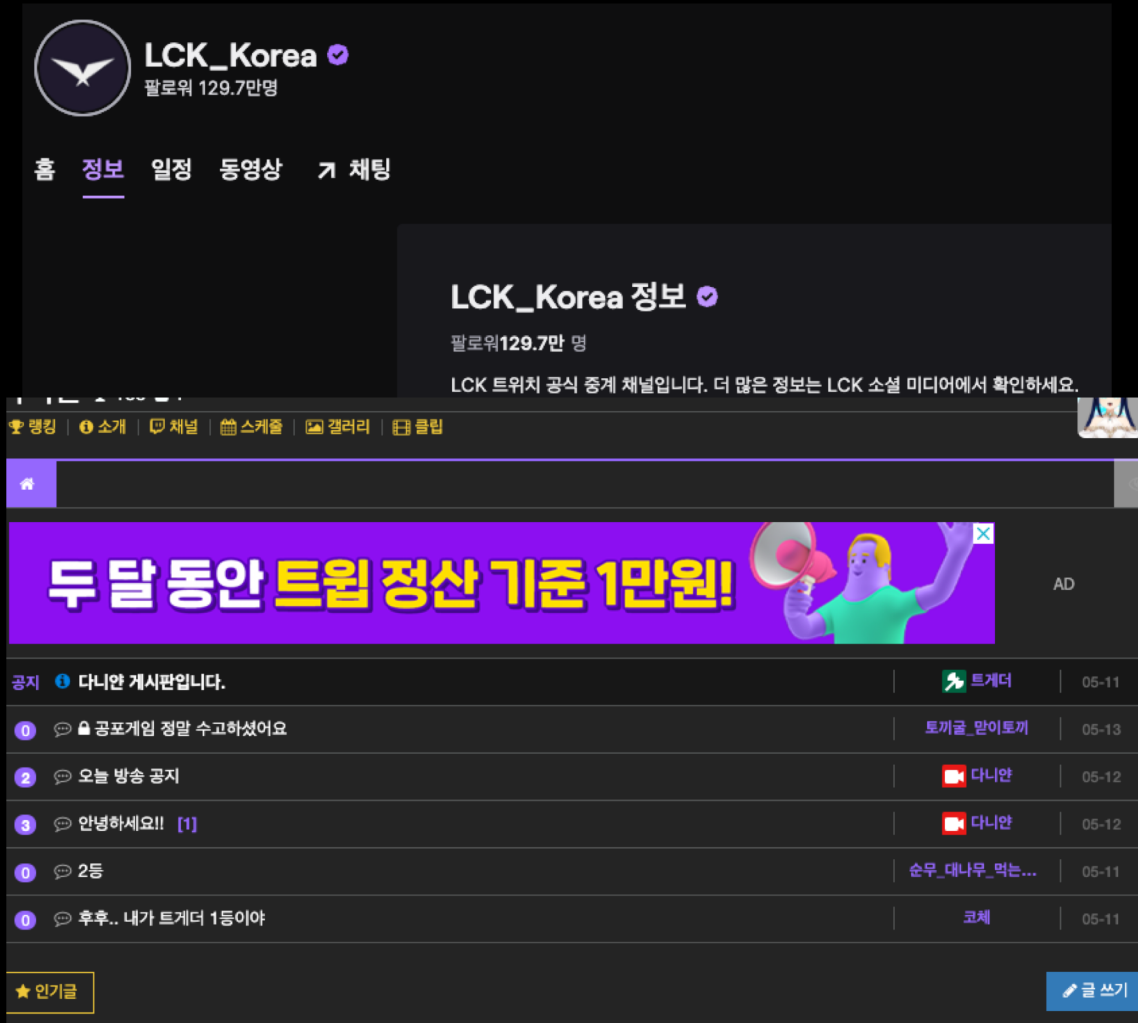 LCK_Korea
팔로워 129.7만명
홈 정보 일정 동영상 채팅
LCK_Korea 정보
팔로워129.7만 명
LCK 트위치 공식 중계 채널입니다. 더 많은 정보는 LCK 소셜 미디어에서 확인하세요.
랭킹 | 소개 | 채널 | 스케줄 | 갤러리 | 클립
두 달 동안 트윕 정산 기준 1만원!
AD
공지 다니얀 게시판입니다. 트게더 05-11
0 공포게임 정말 수고하셨어요 토끼굴_맏이토끼 05-13
2 오늘 방송 공지 다니얀 05-12
3 안녕하세요!! [1] 다니얀 05-12
0 2등 순무_대나무_먹는... 05-11
0 후후.. 내가 트게더 1등이야 코체 05-11
인기글
글 쓰기